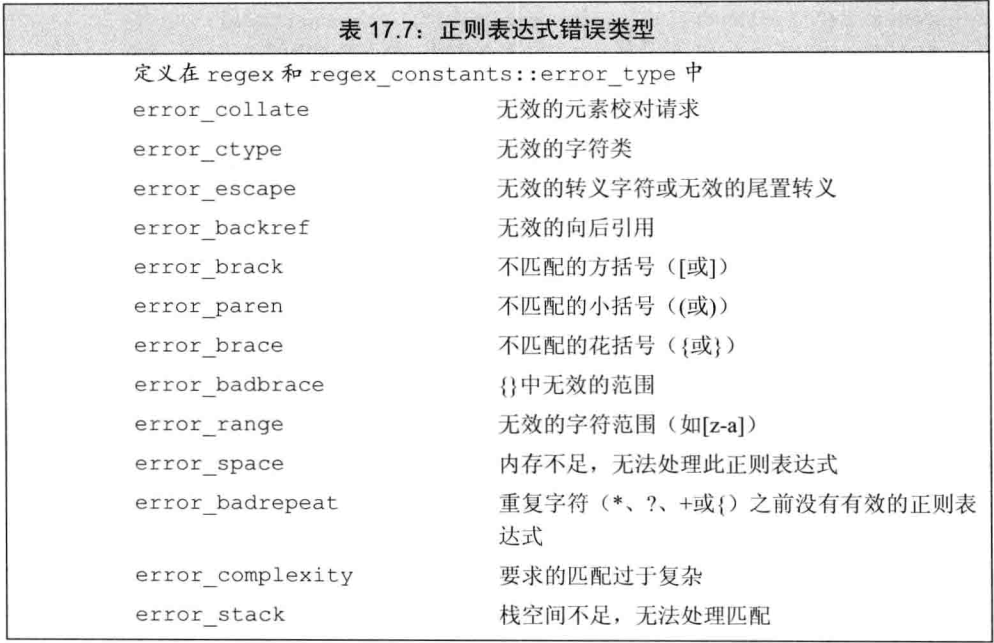 表 17.7：正则表达式错误类型
定义在 regex 和 regex_constants::error_type 中
error_collate 无效的元素校对请求
error_ctype 无效的字符类
error_escape 无效的转义字符或无效的尾置转义
error_backref 无效的向后引用
error_brack 不匹配的方括号（[或]）
error_paren 不匹配的小括号（(或)）
error_brace 不匹配的花括号（{或}）
error_badbrace {}中无效的范围
error_range 无效的字符范围（如[z-a]）
error_space 内存不足，无法处理此正则表达式
error_badrepeat 重复字符（*、?、+或{）之前没有有效的正则表
达式
error_complexity 要求的匹配过于复杂
error_stack 栈空间不足，无法处理匹配